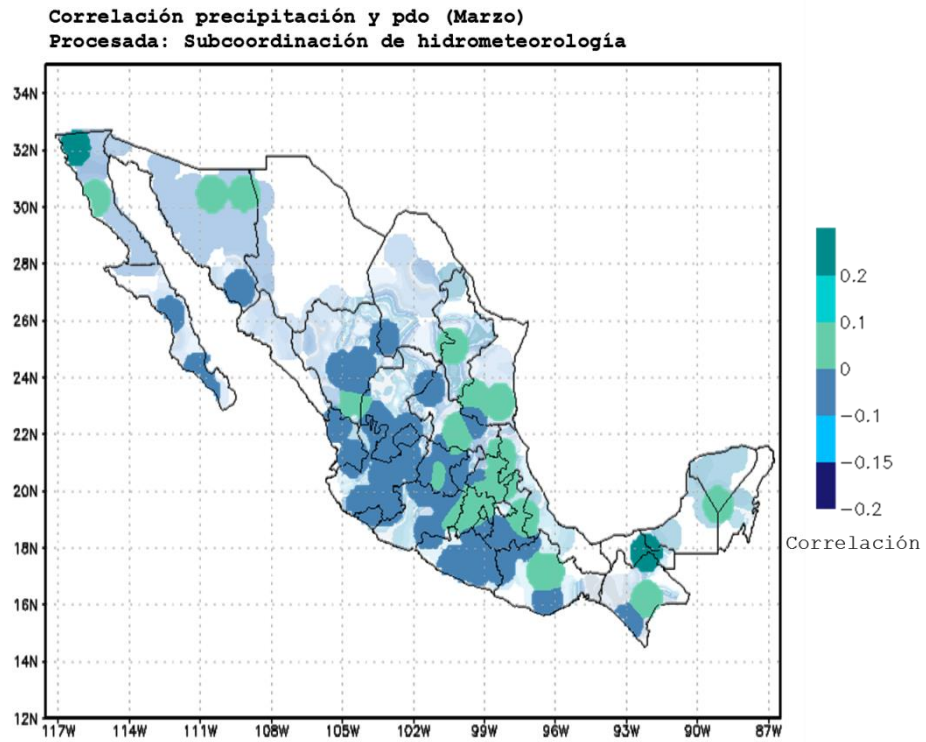 Correlación precipitación y pdo (Marzo)
Procesada: Subcoordinación de hidrometeorología
34N
32N
30N
28N
26N
24N
22N
20N
18N
16N
14N
12N
117W 114W 111W 108W 105W 102W 99W 96W 93W 90W 87W
0.2
0.1
0
−0.1
−0.15
−0.2
Correlación